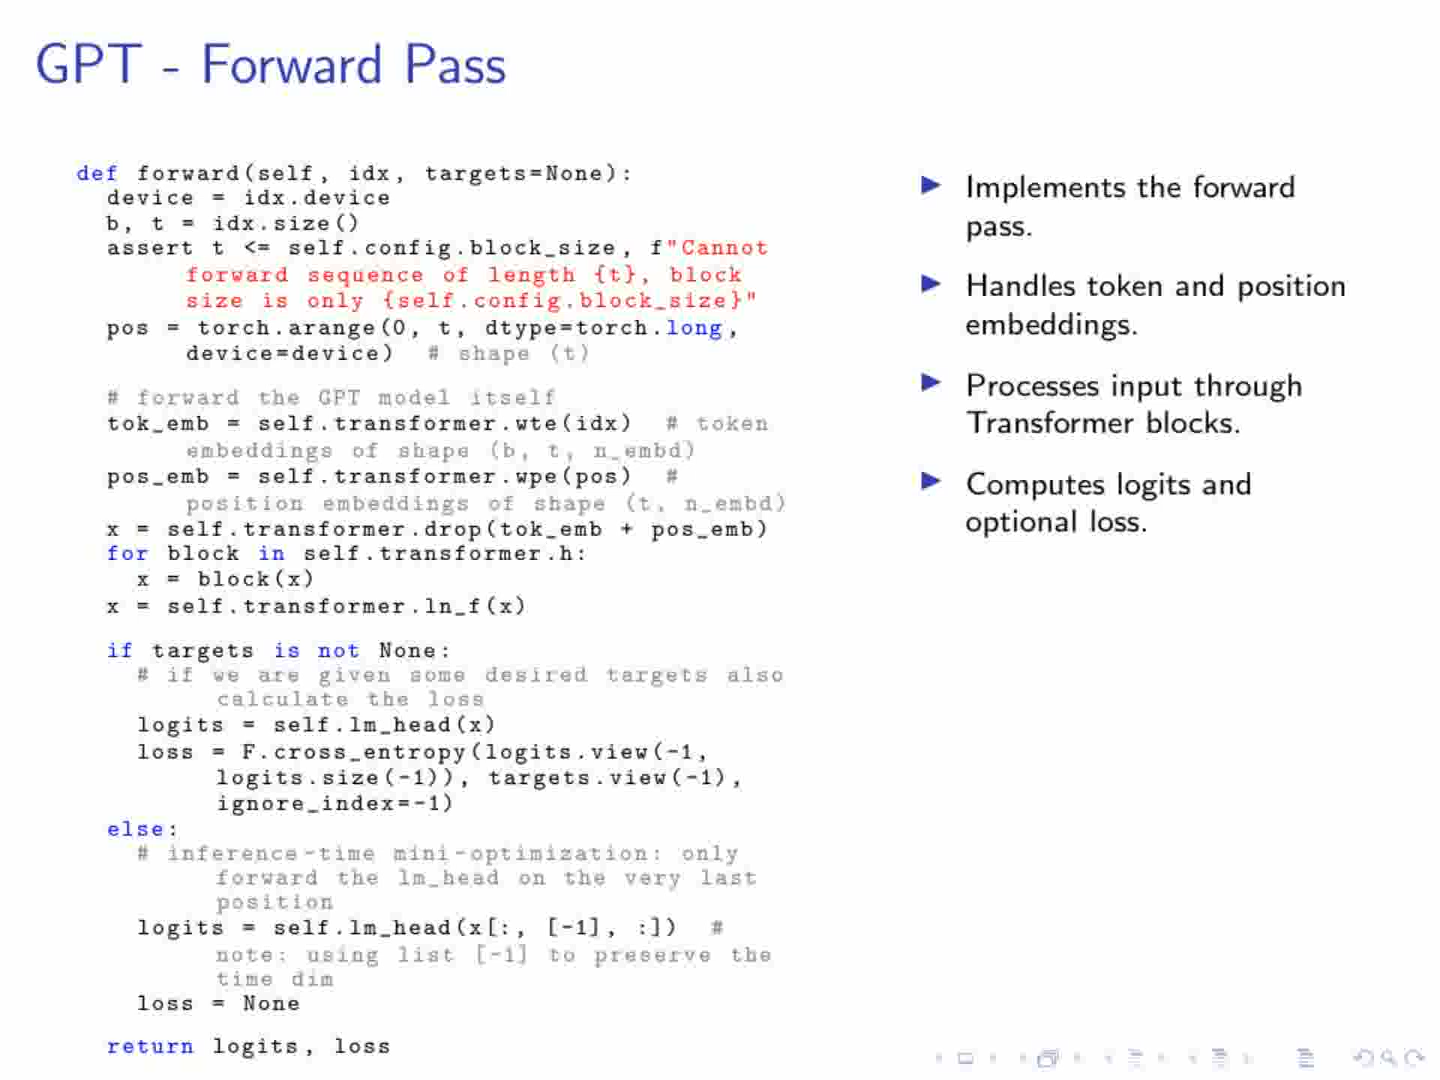 GPT - Forward Pass
def forward(self, idx, targets=None):
device = idx.device
b, t = idx.size()
assert t <= self.config.block_size, f"Cannot
forward sequence of length {t}, block
size is only {self.config.block_size}"
pos = torch.arange(0, t, dtype=torch.long,
device=device) # shape (t)
# forward the GPT model itself
tok_emb = self.transformer.wte(idx) # token
embeddings of shape (b, t, n_embd)
pos_emb = self.transformer.wpe(pos) #
position embeddings of shape (t, n_embd)
x = self.transformer.drop(tok_emb + pos_emb)
for block in self.transformer.h:
x = block(x)
x = self.transformer.ln_f(x)
if targets is not None:
# if we are given some desired targets also
calculate the loss
logits = self.lm_head(x)
loss = F.cross_entropy(logits.view(-1,
logits.size(-1)), targets.view(-1),
ignore_index=-1)
else:
# inference-time mini-optimization: only
forward the lm_head on the very last
position
logits = self.lm_head(x[:, [-1], :]) #
note: using list [-1] to preserve the
time dim
loss = None
return logits, loss
Implements the forward
pass.
Handles token and position
embeddings.
Processes input through
Transformer blocks.
Computes logits and
optional loss.